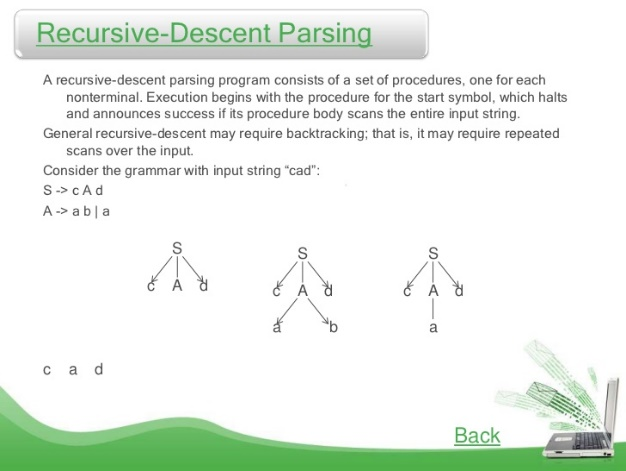 Recursive-Descent Parsing
A recursive-descent parsing program consists of a set of procedures, one for each
nonterminal. Execution begins with the procedure for the start symbol, which halts
and announces success if its procedure body scans the entire input string.
General recursive-descent may require backtracking; that is, it may require repeated
scans over the input.
Consider the grammar with input string “cad”:
S -> c A d
A -> a b | a
S S S
c A d c A d c A d
a b a
c a d
Back